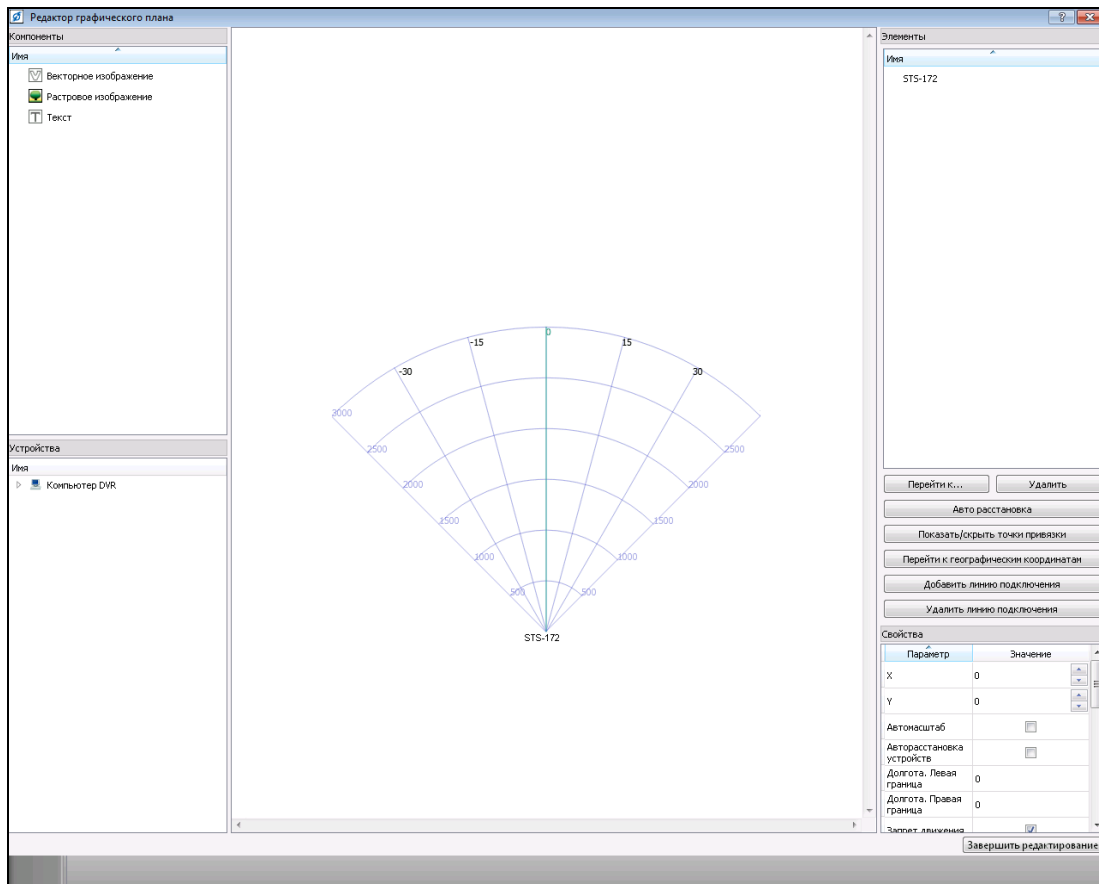 Редактор графического плана
Компоненты
Имя
Векторное изображение
Растровое изображение
Текст
Устройства
Имя
Компьютер DVR
0
-15
15
-30
30
3000
2500
2500
2000
2000
1500
1500
1000
1000
500
500
STS-172
Элементы
Имя
STS-172
Перейти к...
Удалить
Авто расстановка
Показать/скрыть точки привязки
Перейти к географическим координатам
Добавить линию подключения
Удалить линию подключения
Свойства
Параметр
Значение
X
0
Y
0
Автомасштаб
Авторасстановка
устройств
Долгота. Левая
граница
0
Долгота. Правая
граница
0
Запрет движения
Завершить редактирование